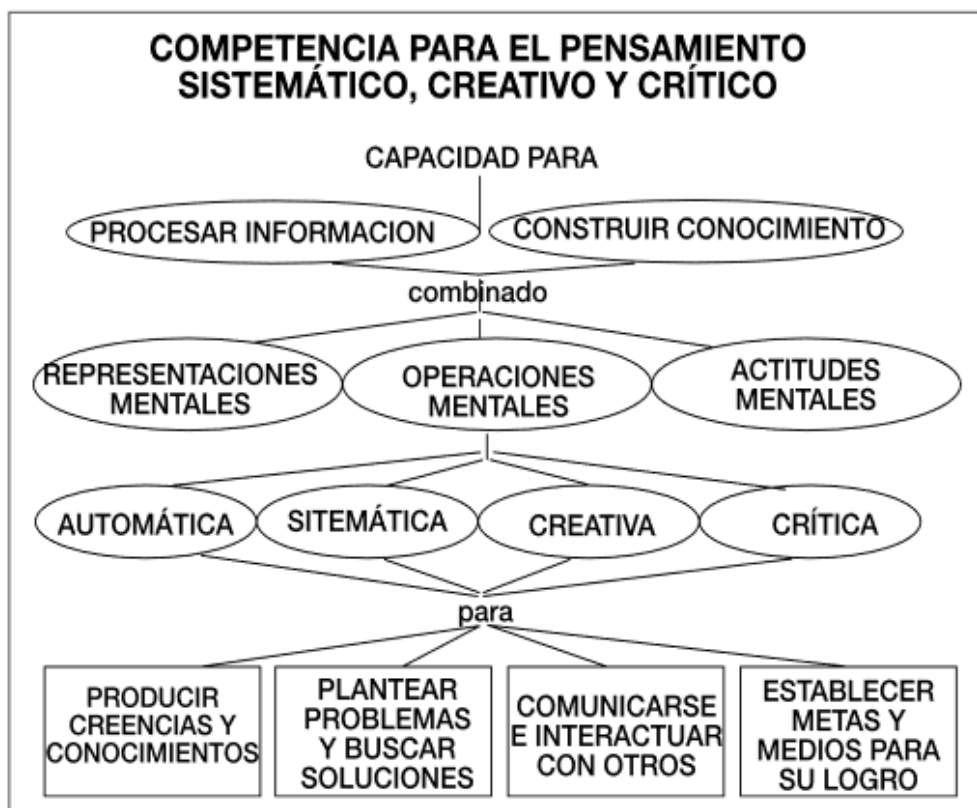 COMPETENCIA PARA EL PENSAMIENTO
SISTEMÁTICO, CREATIVO Y CRÍTICO
CAPACIDAD PARA
PROCESAR INFORMACION
CONSTRUIR CONOCIMIENTO
combinado
REPRESENTACIONES
MENTALES
OPERACIONES
MENTALES
ACTITUDES
MENTALES
AUTOMÁTICA
SITEMÁTICA
CREATIVA
CRÍTICA
para
PRODUCIR
CREENCIAS Y
CONOCIMIENTOS
PLANTEAR
PROBLEMAS
Y BUSCAR
SOLUCIONES
COMUNICARSE
E INTERACTUAR
CON OTROS
ESTABLECER
METAS Y
MEDIOS PARA
SU LOGRO